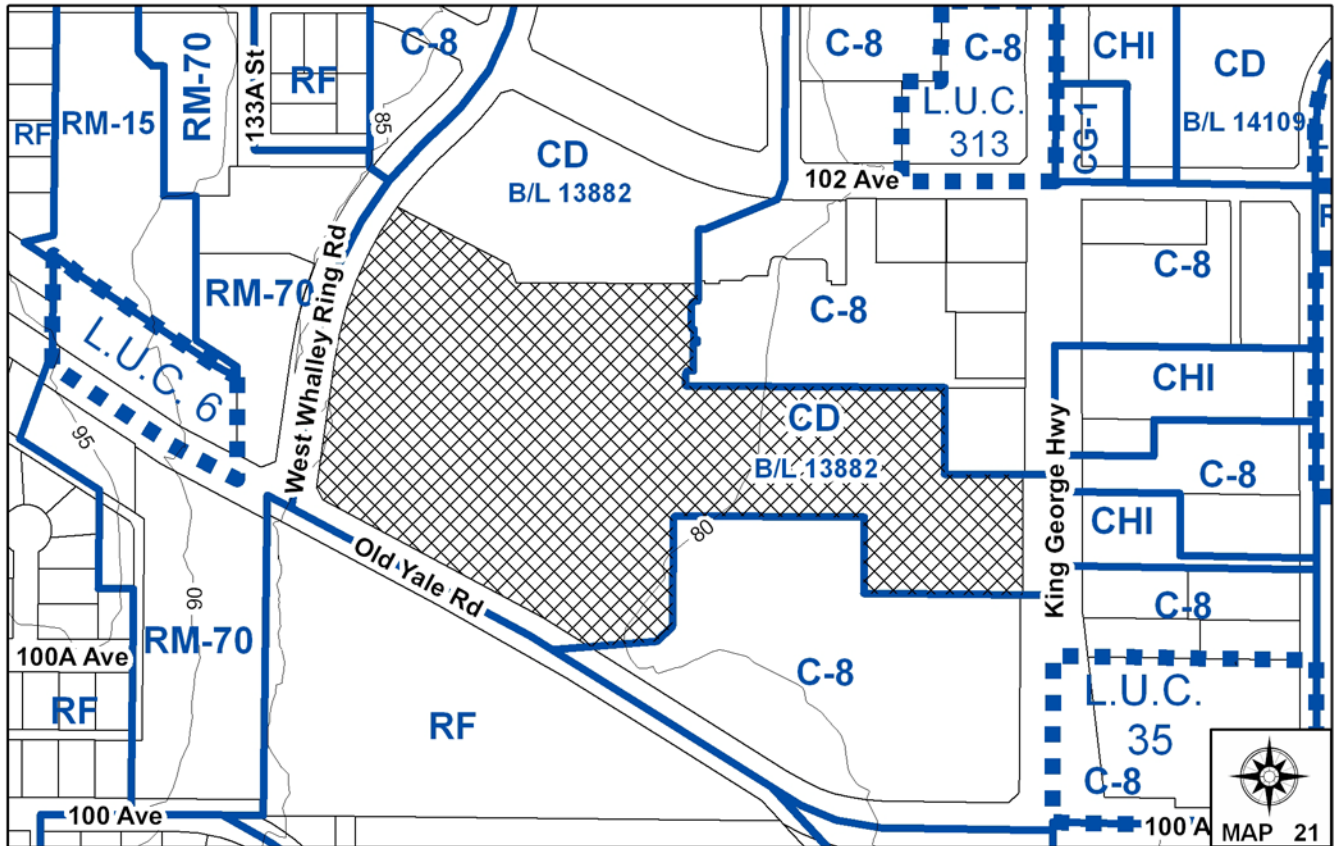 C-8
C-8
C-8
CHI
CD
B/L 14109
RM-70
133A St
RF
RM-15
RF
85
L.U.C.
313
CG-1
CD
B/L 13882
102 Ave
West Whalley Ring Rd
RM-70
C-8
C-8
L.U.C. 6
CHI
CD
B/L 13882
King George Hwy
C-8
95
CHI
80
Old Yale Rd
90
C-8
RM-70
100A Ave
C-8
RF
RF
L.U.C.
35
C-8
100 Ave
100 A
MAP 21